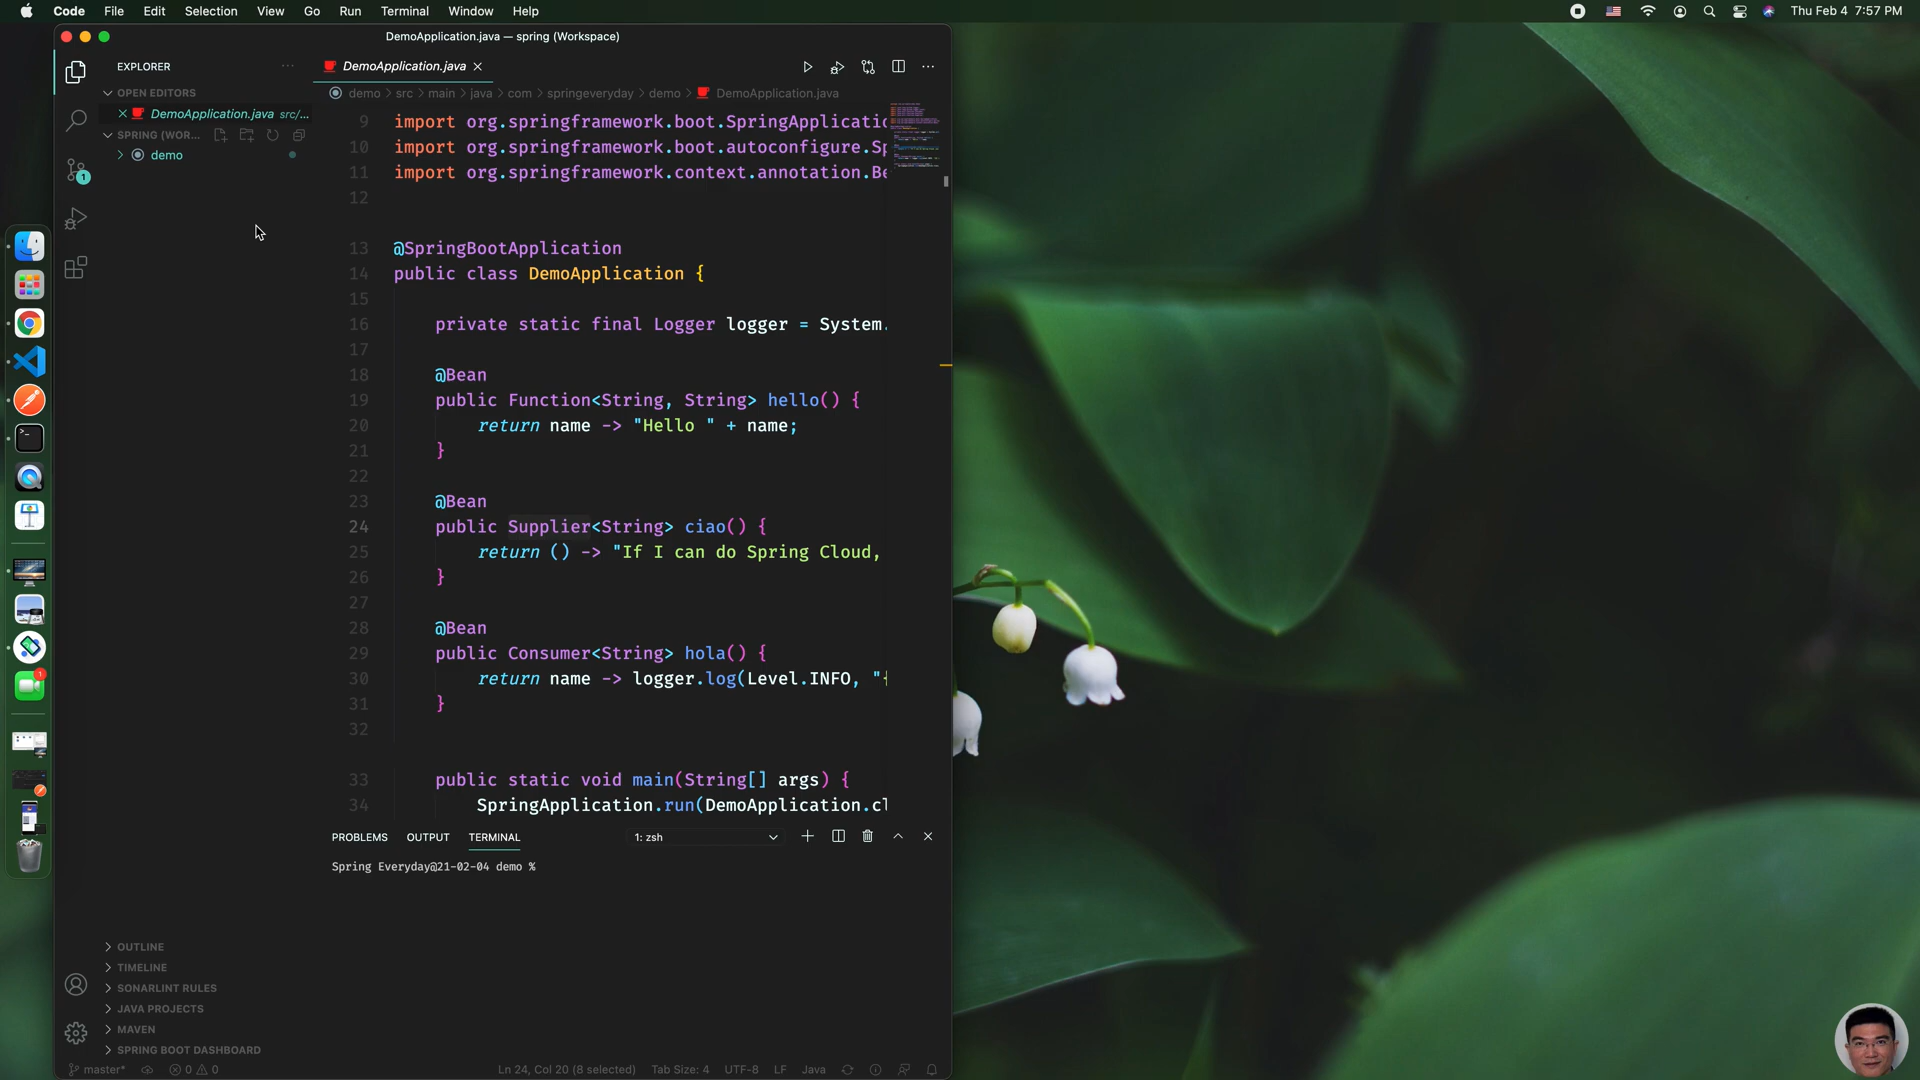 Code File Edit Selection View Go Run Terminal Window Help Thu Feb 4 7:57 PM
DemoApplication.java — spring (Workspace)
EXPLORER
OPEN EDITORS
DemoApplication.java src/...
SPRING (WOR...
demo
DemoApplication.java
demo > src > main > java > com > springeveryday > demo > DemoApplication.java
9 import org.springframework.boot.SpringApplicatio
10 import org.springframework.boot.autoconfigure.Sp
11 import org.springframework.context.annotation.Be
12
13 @SpringBootApplication
14 public class DemoApplication {
15
16 private static final Logger logger = System.
17
18 @Bean
19 public Function<String, String> hello() {
20 return name -> "Hello " + name;
21 }
22
23 @Bean
24 public Supplier<String> ciao() {
25 return () -> "If I can do Spring Cloud,
26 }
27
28 @Bean
29 public Consumer<String> hola() {
30 return name -> logger.log(Level.INFO, "{
31 }
32
33 public static void main(String[] args) {
34 SpringApplication.run(DemoApplication.cl
PROBLEMS OUTPUT TERMINAL 1: zsh
Spring Everyday@21-02-04 demo %
OUTLINE
TIMELINE
SONARLINT RULES
JAVA PROJECTS
MAVEN
SPRING BOOT DASHBOARD
master* 0 0 Ln 24, Col 20 (8 selected) Tab Size: 4 UTF-8 LF Java
1
1